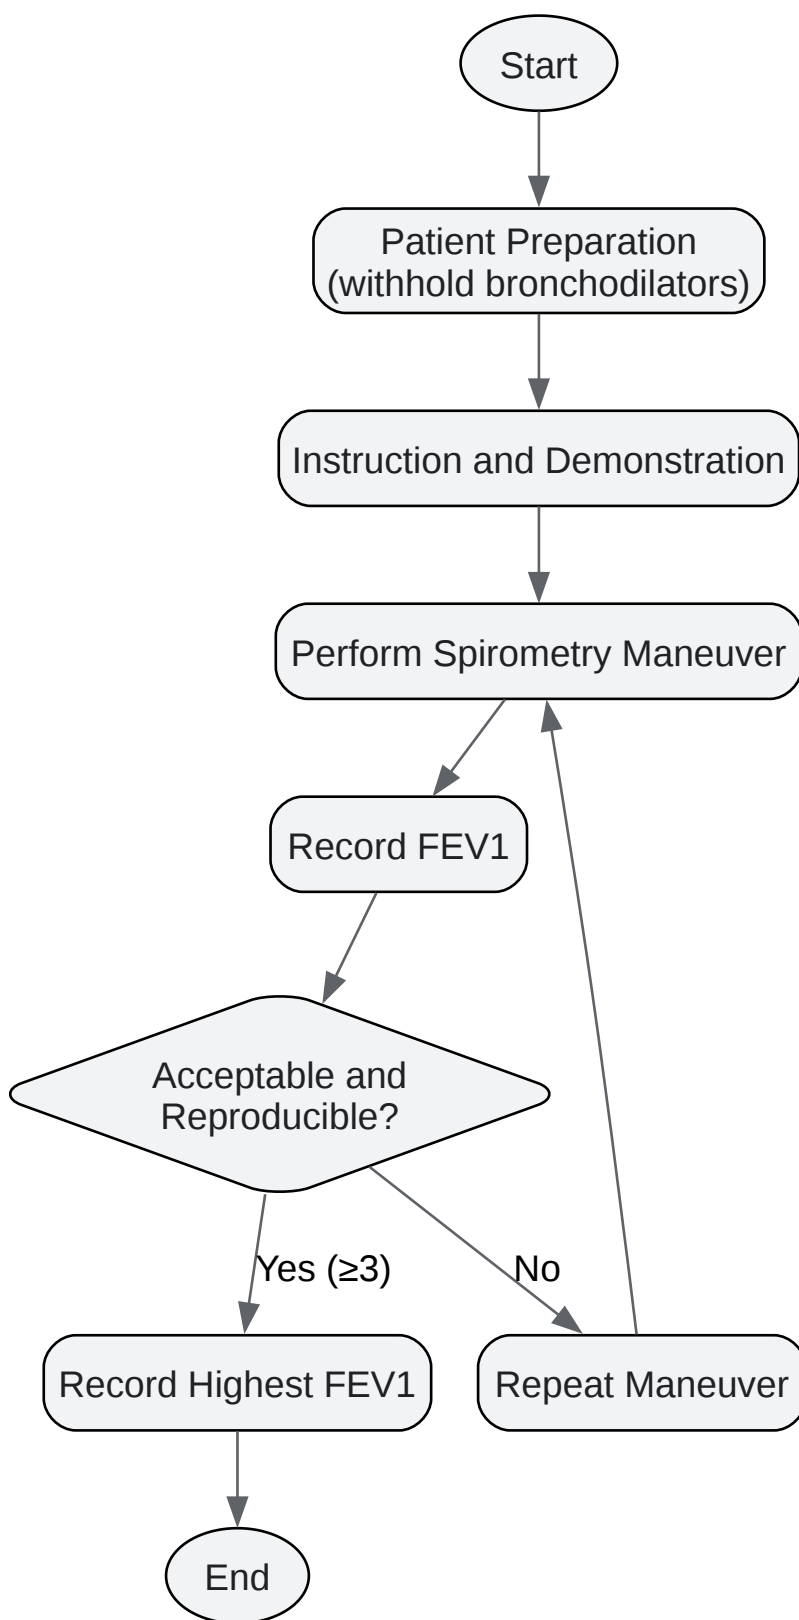 Start
Patient Preparation
(withhold bronchodilators)
Instruction and Demonstration
Perform Spirometry Maneuver
Record FEV1
Acceptable and
Reproducible?
Yes (≥3)
No
Record Highest FEV1
Repeat Maneuver
End